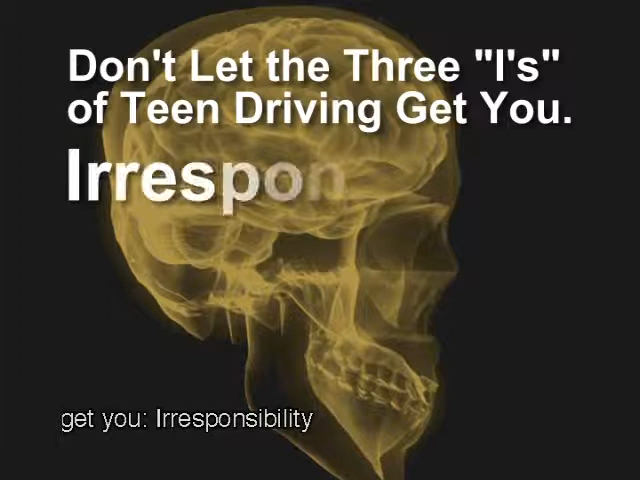 Don't Let the Three "I's"
of Teen Driving Get You.
Irrespon
get you: Irresponsibility